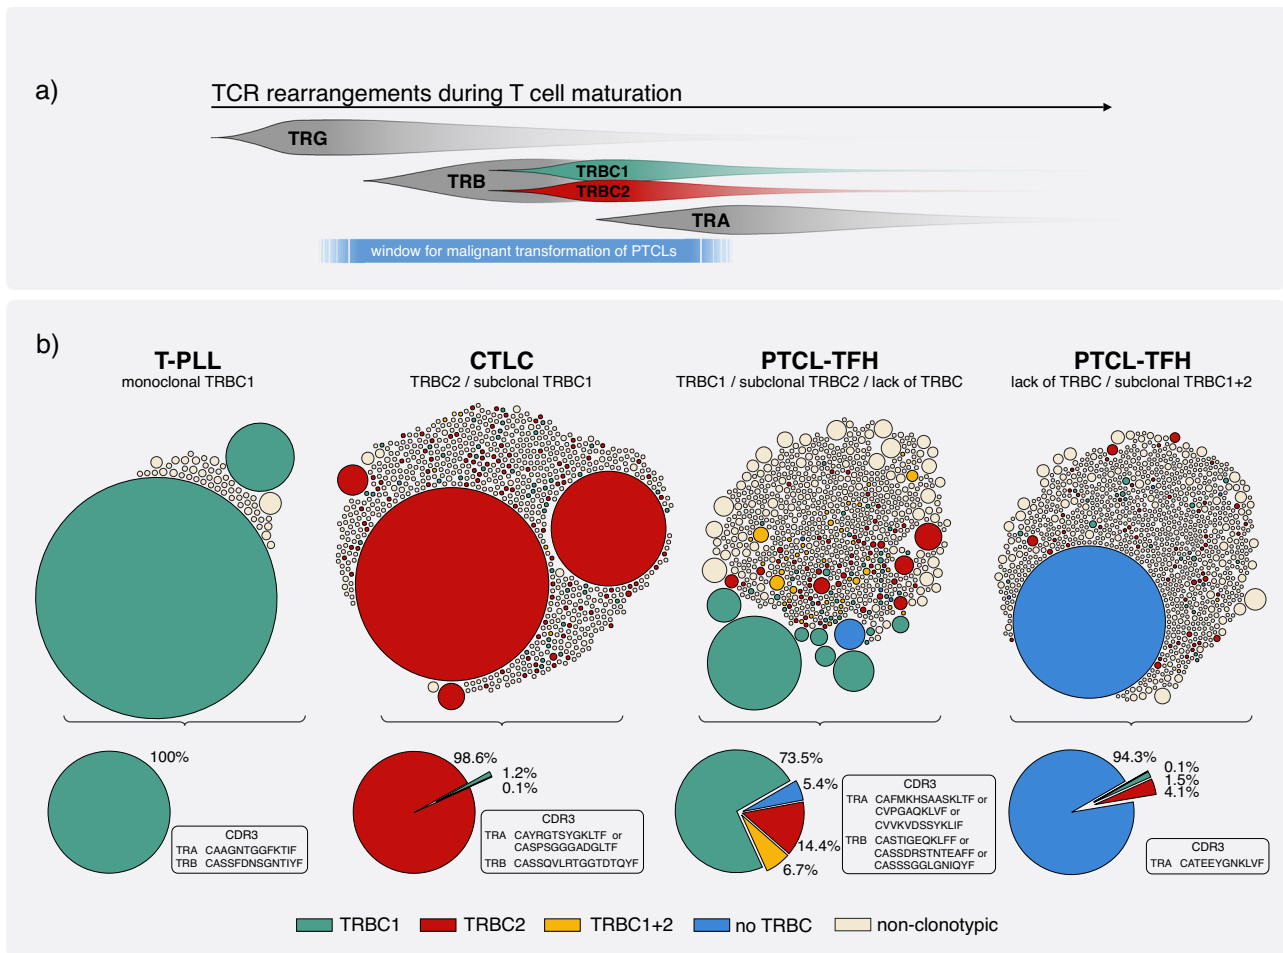 a)
TCR rearrangements during T cell maturation
TRG
TRB
TRBC1
TRBC2
TRA
window for malignant transformation of PTCLs
b)
T-PLL
monoclonal TRBC1
CTLC
TRBC2 / subclonal TRBC1
PTCL-TFH
TRBC1 / subclonal TRBC2 / lack of TRBC
PTCL-TFH
lack of TRBC / subclonal TRBC1+2
100%
CDR3
TRA CAAGNTGGFKTIF
TRB CASSFDNSGNTIYF
98.6%
1.2%
0.1%
CDR3
TRA CAYRGTSYGKLTF or
CASPSGGGADGLTF
TRB CASSQVLRTGGTDTQYF
73.5%
5.4%
14.4%
6.7%
CDR3
TRA CAFMKHSAASKLTF or
CVPGAQKLVF or
CVVKVDSSYKLIF
TRB CASTIGEQKLFF or
CASSDRSTNTEAFF or
CASSSGGLGNIQYF
94.3%
0.1%
1.5%
4.1%
CDR3
TRA CATEEYGNKLVF
TRBC1
TRBC2
TRBC1+2
no TRBC
non-clonotypic